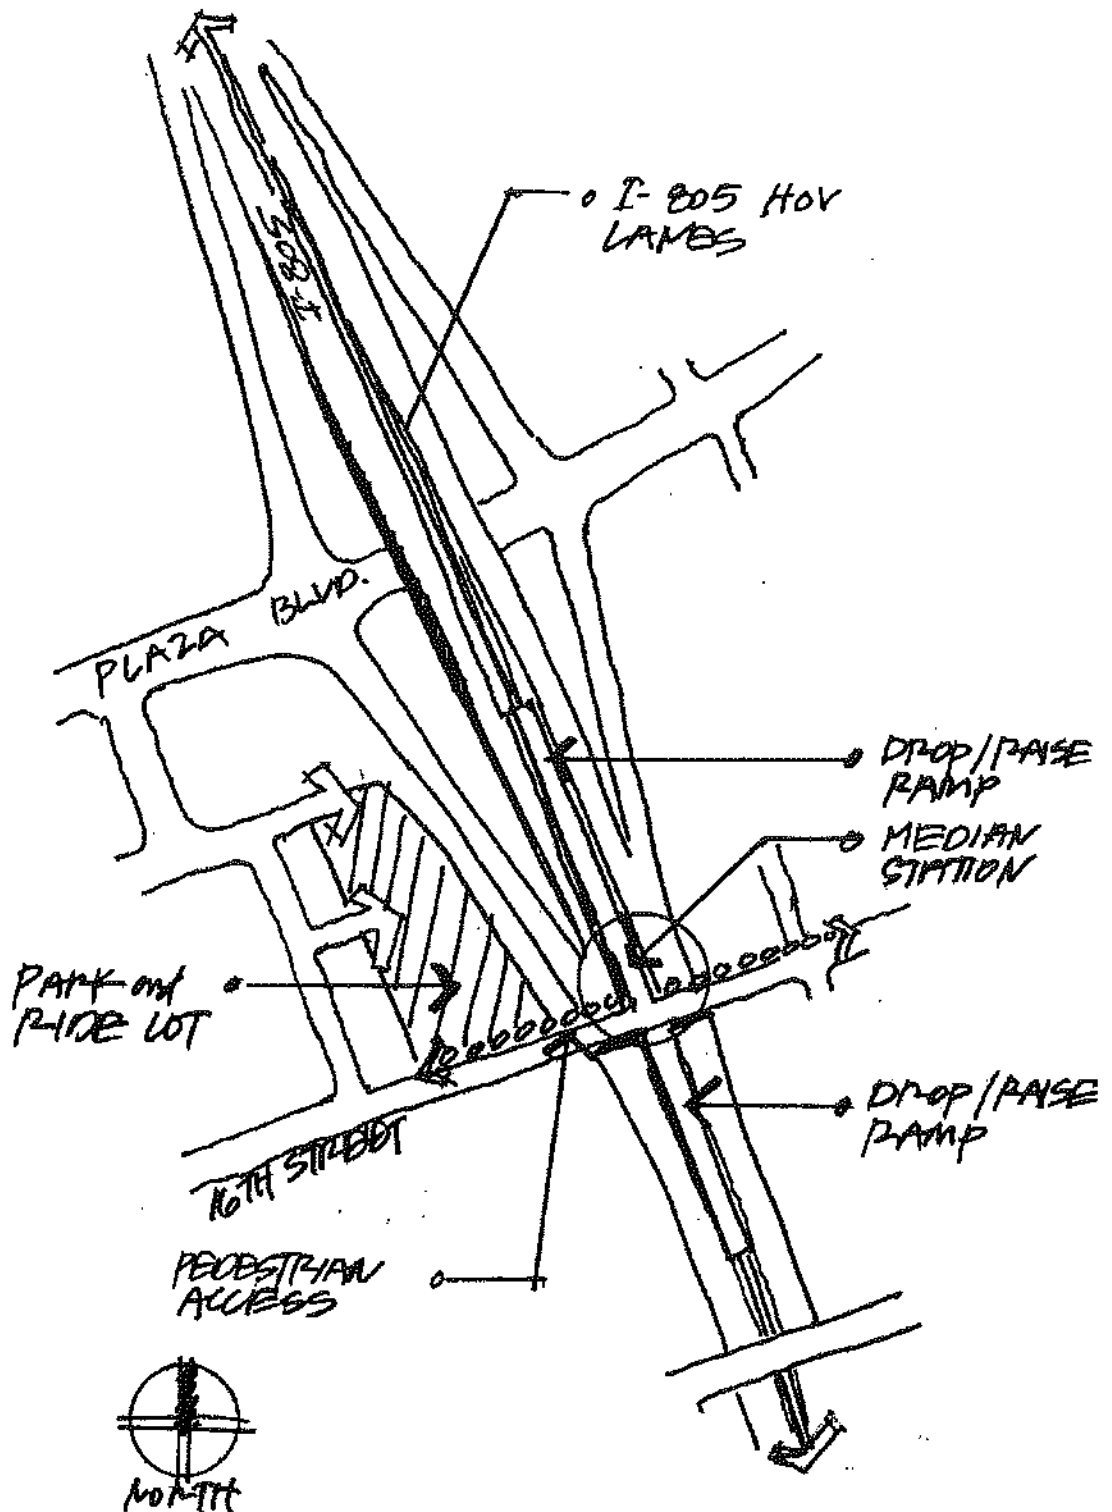 I-805 HOV
LANES
I-805
PLAZA BLVD.
DROP/RAISE
RAMP
MEDIAN
STATION
PARK and
RIDE LOT
DROP/RAISE
RAMP
16TH STREET
PEDESTRIAN
ACCESS
NORTH